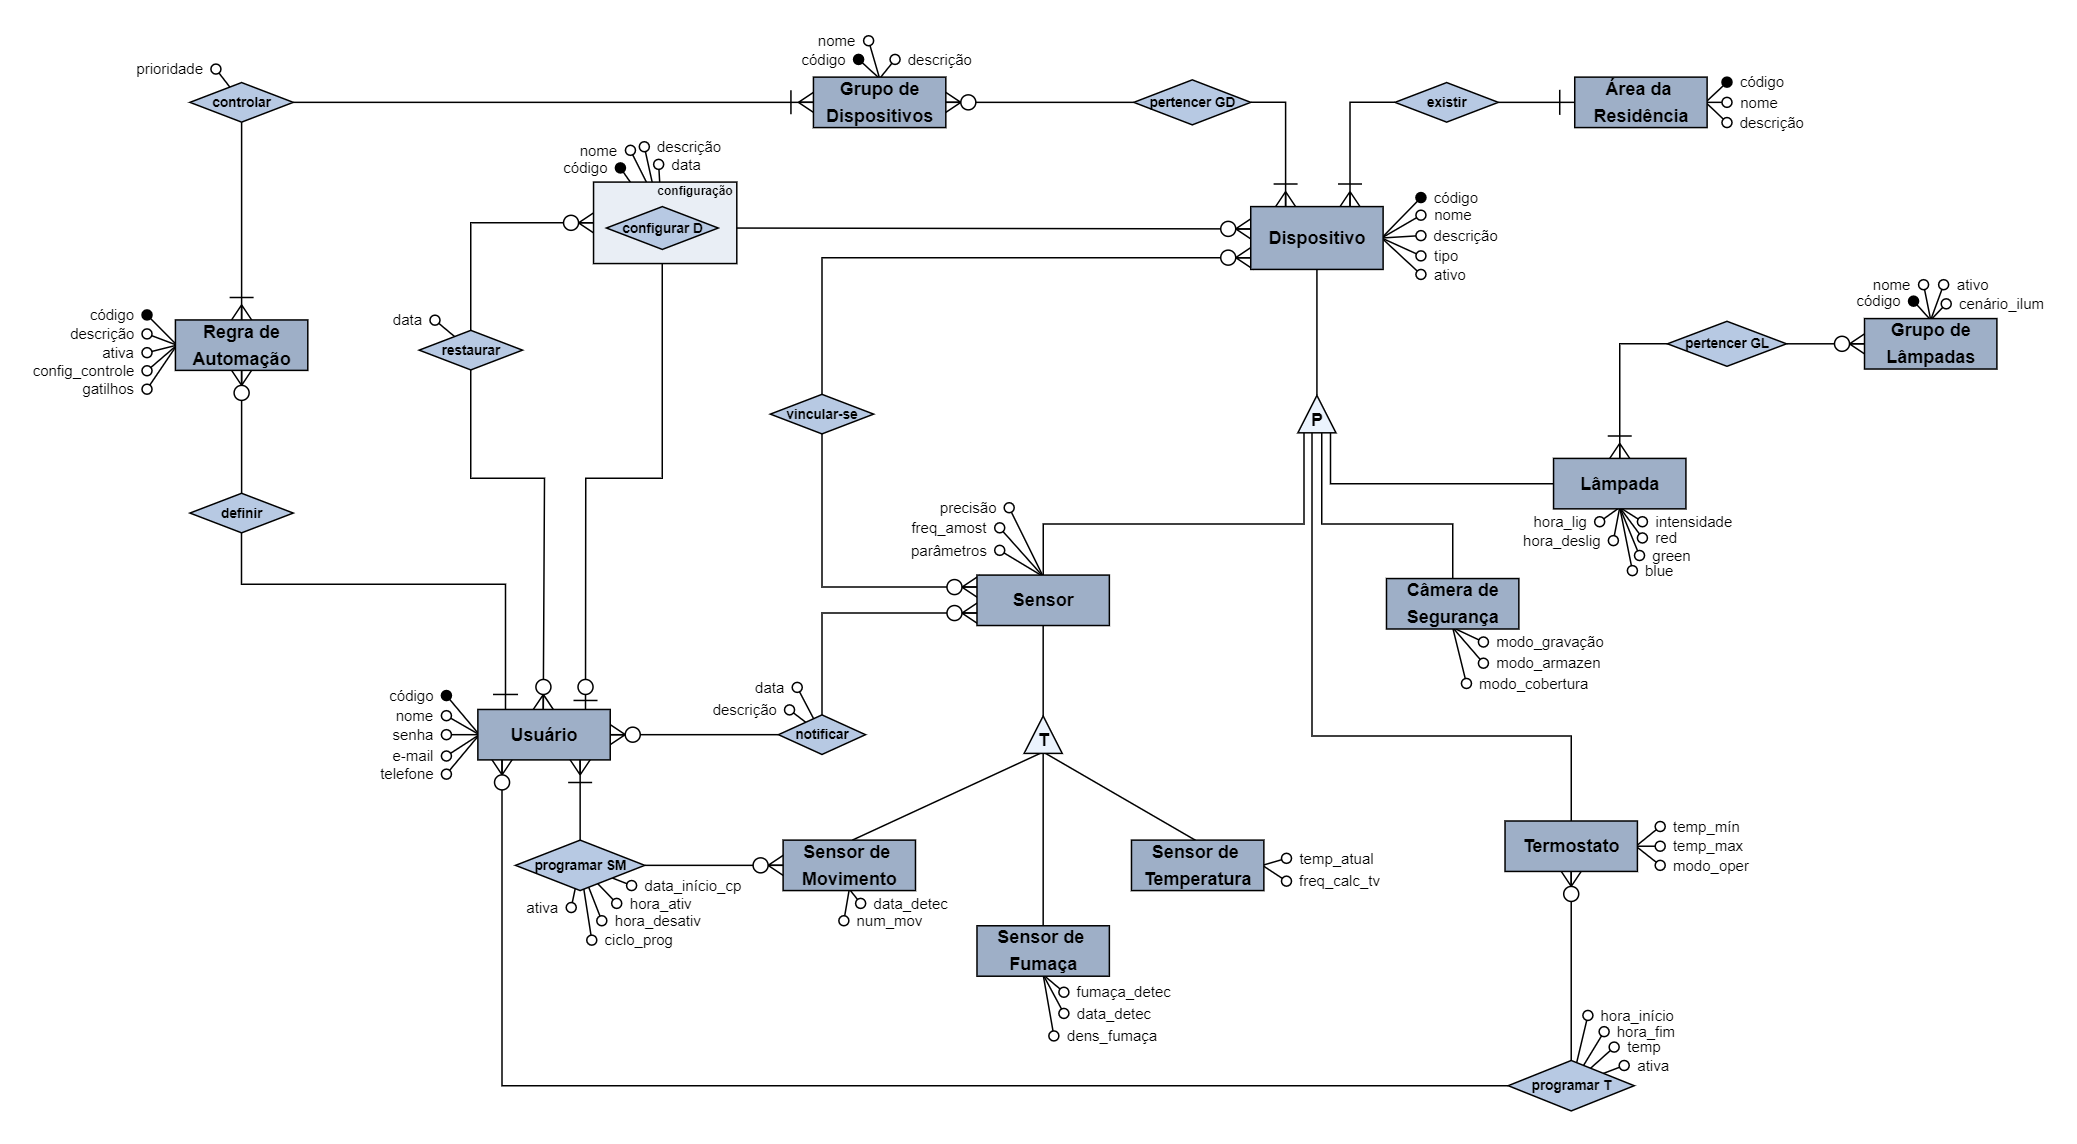 prioridade
controlar
nome
código
descrição
Grupo de
Dispositivos
pertencer GD
existir
Área da
Residência
código
nome
descrição
nome
descrição
código
data
configuração
configurar D
código
nome
descrição
tipo
ativo
Dispositivo
nome
ativo
código
cenário_ilum
Grupo de
Lâmpadas
pertencer GL
código
descrição
ativa
config_controle
gatilhos
Regra de
Automação
data
restaurar
vincular-se
P
Lâmpada
hora_lig
hora_deslig
intensidade
red
green
blue
definir
precisão
freq_amost
parâmetros
Sensor
Câmera de
Segurança
modo_gravação
modo_armazen
modo_cobertura
código
nome
senha
e-mail
telefone
Usuário
data
descrição
notificar
T
programar SM
data_início_cp
hora_ativ
hora_desativ
ciclo_prog
ativa
Sensor de
Movimento
data_detec
num_mov
Sensor de
Temperatura
temp_atual
freq_calc_tv
Termostato
temp_mín
temp_max
modo_oper
Sensor de
Fumaça
fumaça_detec
data_detec
dens_fumaça
hora_início
hora_fim
temp
ativa
programar T